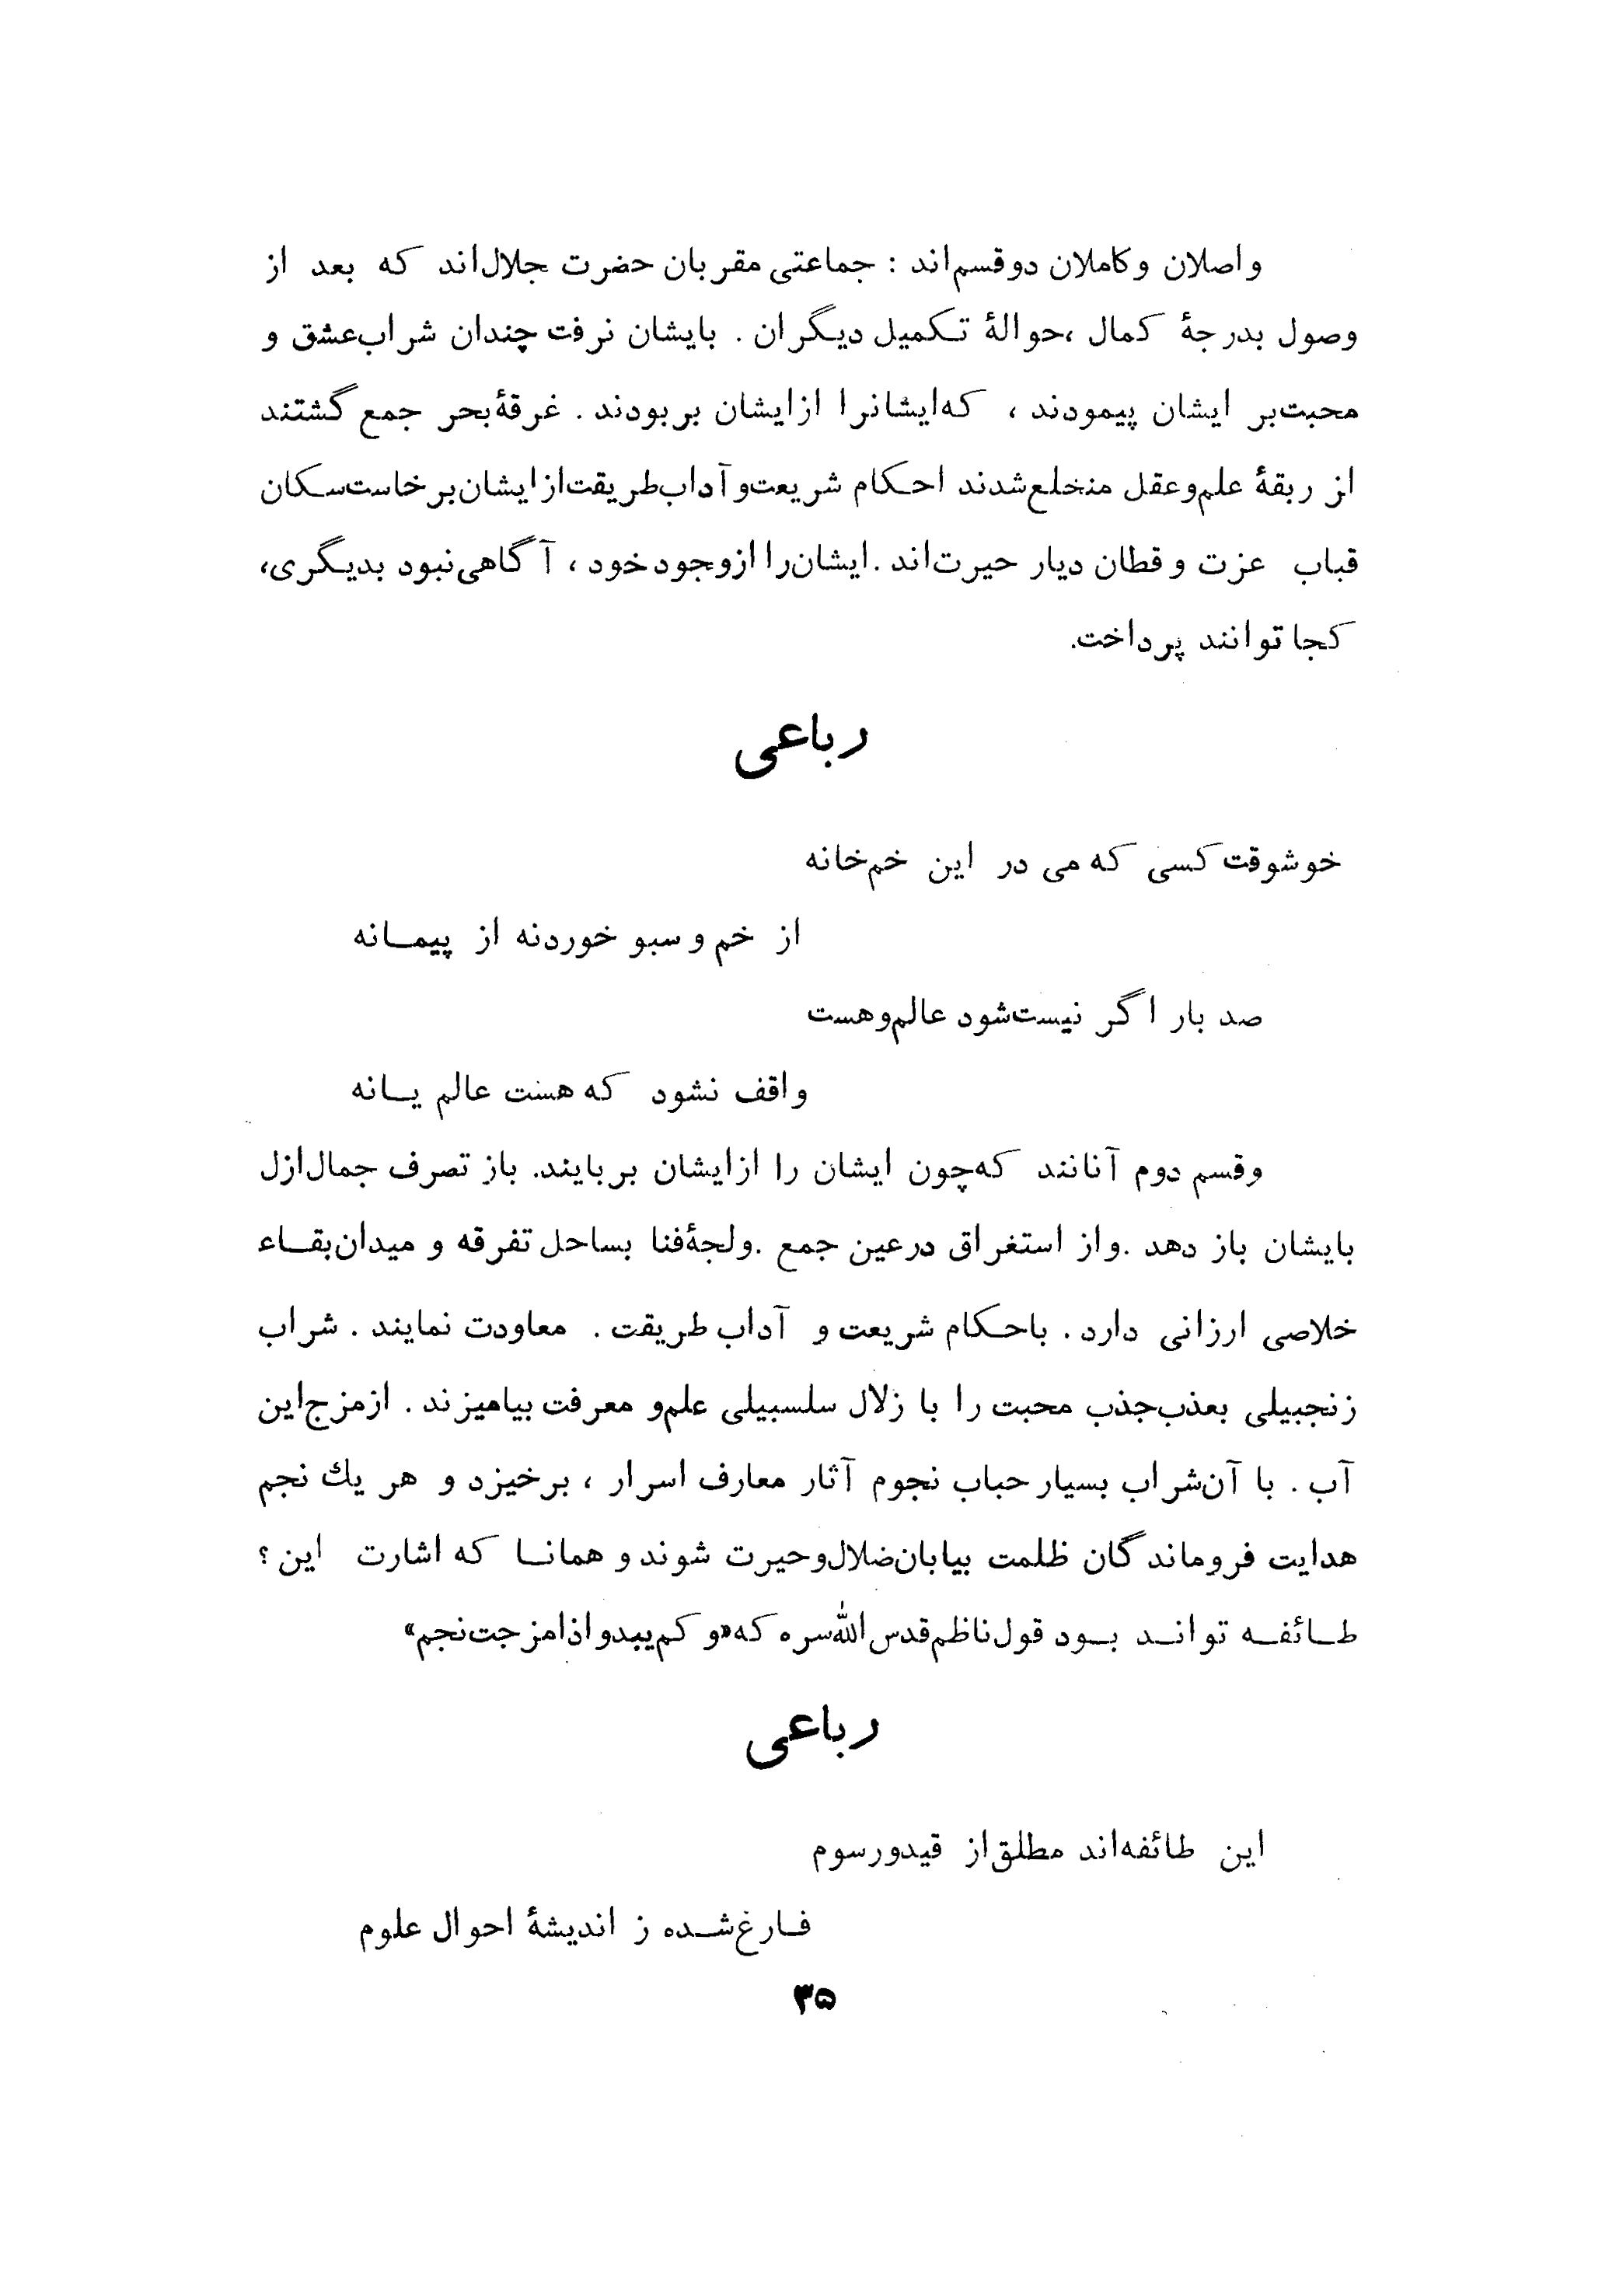 واصلان وکاملان دوقسم‌اند : جماعتی مقربان حضرت جلال‌اند که بعد از
وصول بدرجهٔ کمال ،حوالهٔ تکمیل دیگران . بایشان نرفت چندان شراب‌عشق و
محبت‌بر ایشان پیمودند ، که‌ایشانرا ازایشان بربودند . غرقهٔ‌بحر جمع گشتند
از ربقهٔ علم‌وعقل منخلع‌شدند احکام شریعت‌وآداب‌طریقت‌ازایشان‌برخاست‌سکان
قباب عزت و قطان دیار حیرت‌اند .ایشان‌را ازوجود خود ، آگاهی‌نبود بدیگری،
کجا توانند پرداخت.
رباعی
خوشوقت کسی که می در این خم‌خانه
از خم و سبو خوردنه از پیمانه
صد بار اگر نیست‌شود عالم‌وهست
واقف نشود که هست عالم یانه
وقسم دوم آنانند که‌چون ایشان را ازایشان بربایند. باز تصرف جمال‌ازل
بایشان باز دهد .واز استغراق درعین جمع .ولجهٔ‌فنا بساحل تفرقه و میدان‌بقاء
خلاصی ارزانی دارد . باحکام شریعت و آداب طریقت . معاودت نمایند . شراب
زنجبیلی بعذب‌جذب محبت را با زلال سلسبیلی علم‌و معرفت بیامیزند . ازمزج‌این
آب . با آن‌شراب بسیار حباب نجوم آثار معارف اسرار ، برخیزد و هر یك نجم
هدایت فروماندگان ظلمت بیابان‌ضلال‌وحیرت شوند و همانا که اشارت این ؟
طائفه تواند بود قول‌ناظم‌قدس‌الله‌سره که«و کم‌یبدواذامزجت‌نجم»
رباعی
این طائفه‌اند مطلق‌از قیدورسوم
فارغ‌شده ز اندیشهٔ احوال علوم
۳۵